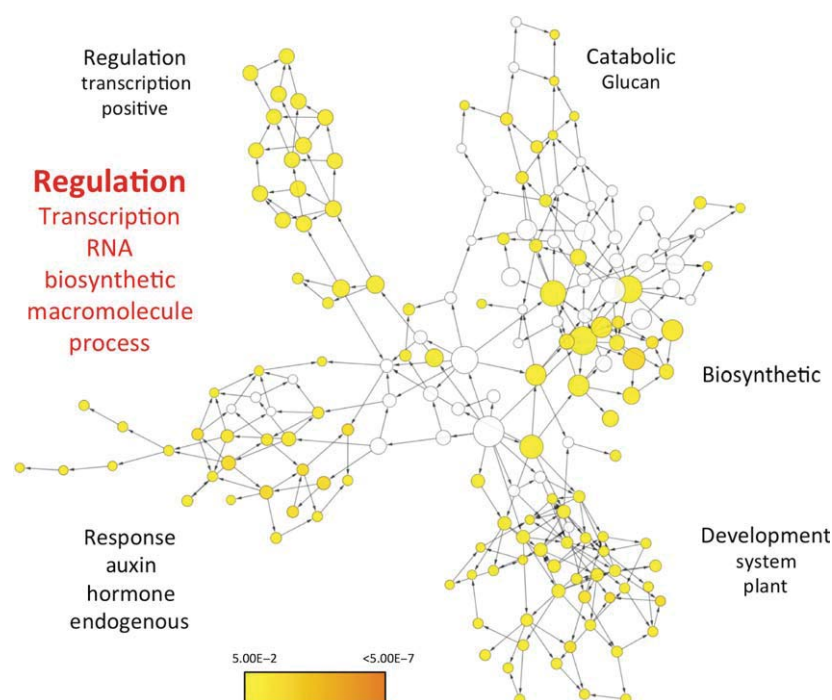 Regulation
transcription
positive
Catabolic
Glucan
Regulation
Transcription
RNA
biosynthetic
macromolecule
process
Biosynthetic
Response
auxin
hormone
endogenous
Development
system
plant
5.00E–2 <5.00E–7